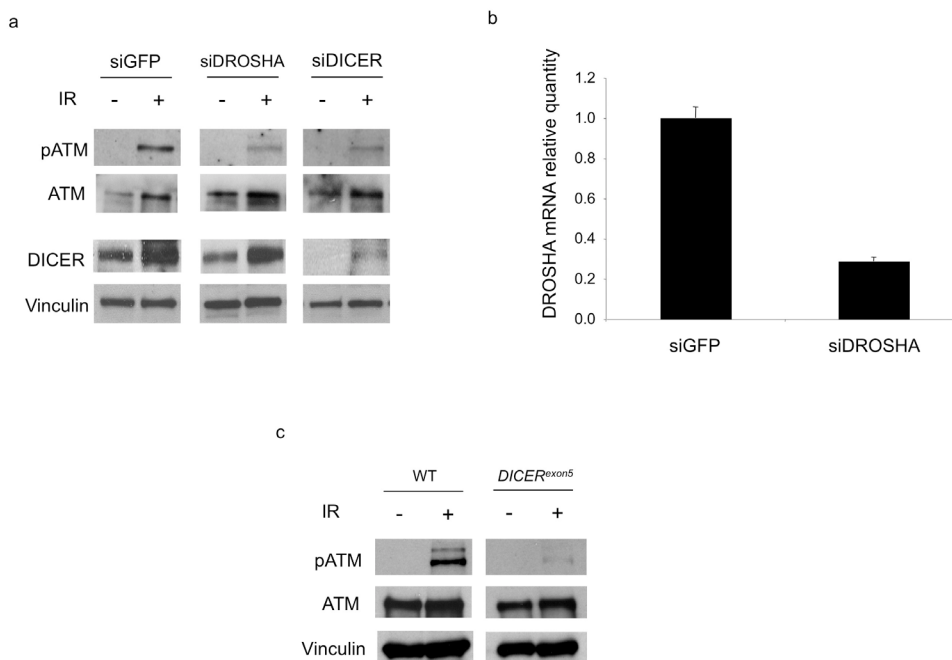 a
siGFP siDROSHA siDICER
IR - + - + - +
pATM
ATM
DICER
Vinculin
b
DROSHA mRNA relative quantity
1.2
1.0
0.8
0.6
0.4
0.2
0.0
siGFP siDROSHA
c
WT DICERexon5
IR - + - +
pATM
ATM
Vinculin